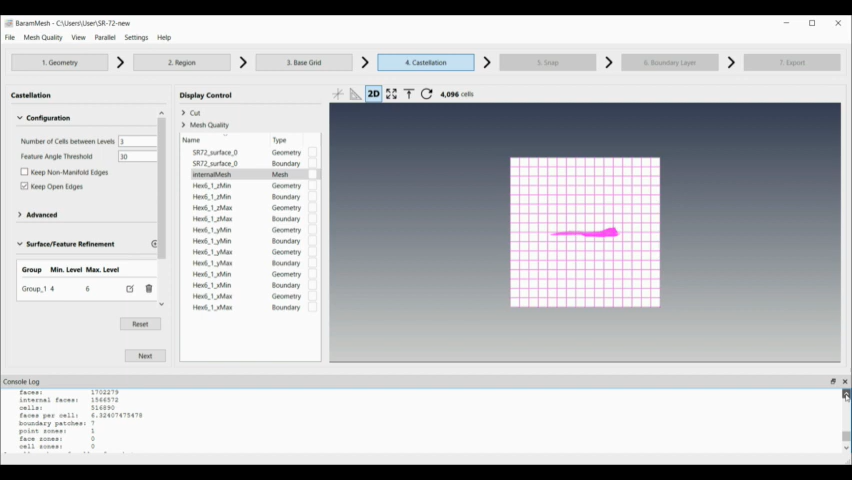 BaramMesh - C:\Users\User\SR-72-new
File Mesh Quality View Parallel Settings Help
1. Geometry 2. Region 3. Base Grid 4. Castellation 5. Snap 6. Boundary Layer 7. Export
Castellation
Configuration
Number of Cells between Levels 3
Feature Angle Threshold 30
Keep Non-Manifold Edges
Keep Open Edges
Advanced
Surface/Feature Refinement
Group Min. Level Max. Level
Group_1 4 6
Reset
Next
Display Control
Cut
Mesh Quality
Name Type
SR72_surface_0 Geometry
SR72_surface_0 Boundary
internalMesh Mesh
Hex6_1_zMin Geometry
Hex6_1_zMin Boundary
Hex6_1_zMax Geometry
Hex6_1_zMax Boundary
Hex6_1_yMin Geometry
Hex6_1_yMin Boundary
Hex6_1_yMax Geometry
Hex6_1_yMax Boundary
Hex6_1_xMin Geometry
Hex6_1_xMin Boundary
Hex6_1_xMax Geometry
Hex6_1_xMax Boundary
2D 4,096 cells
Console Log
faces: 1702279
internal faces: 1566572
cells: 516890
faces per cell: 6.32407475478
boundary patches: 7
point zones: 1
face zones: 0
cell zones: 0